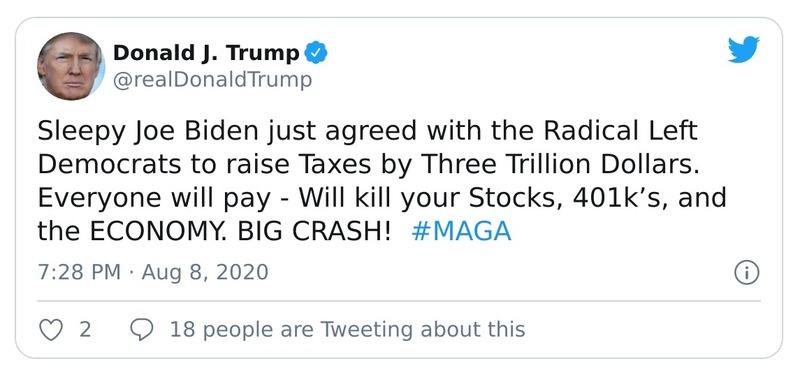 Donald J. Trump
@realDonaldTrump
Sleepy Joe Biden just agreed with the Radical Left
Democrats to raise Taxes by Three Trillion Dollars.
Everyone will pay - Will kill your Stocks, 401k’s, and
the ECONOMY. BIG CRASH!  #MAGA
7:28 PM · Aug 8, 2020
2 18 people are Tweeting about this